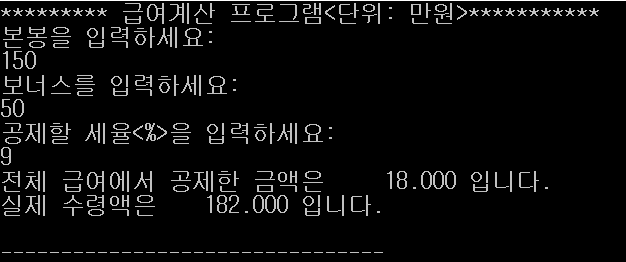 ********* 급여계산 프로그램<단위: 만원>***********
본봉을 입력하세요:
150
보너스를 입력하세요:
50
공제할 세율<%>을 입력하세요:
9
전체 급여에서 공제한 금액은     18.000 입니다.
실제 수령액은    182.000 입니다.
--------------------------------